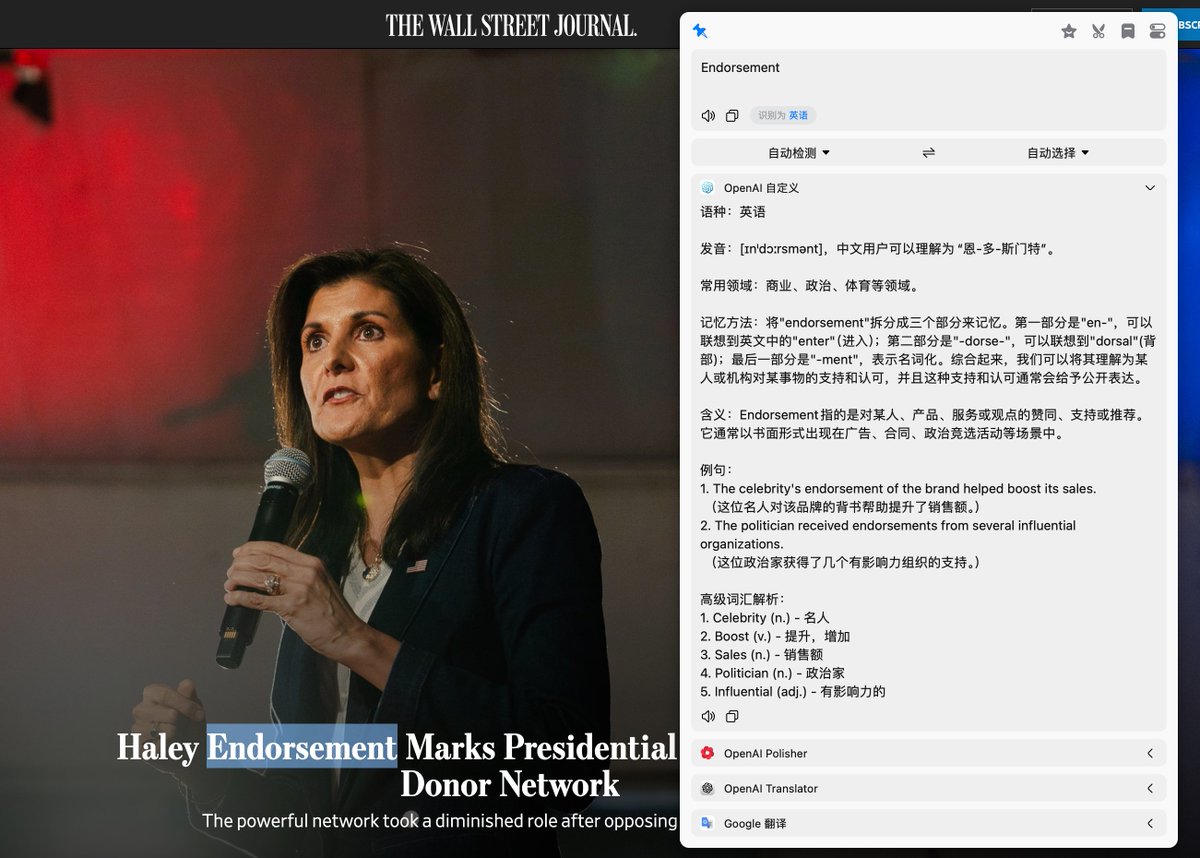 THE WALL STREET JOURNAL.
Haley Endorsement Marks Presidential
Donor Network
The powerful network took a diminished role after opposing
Endorsement
识别为 英语
自动检测
自动选择
OpenAI 自定义
语种：英语
发音：[ɪn'dɔːrsmənt]，中文用户可以理解为 “恩-多-斯门特”。
常用领域：商业、政治、体育等领域。
记忆方法：将"endorsement"拆分成三个部分来记忆。第一部分是"en-"，可以
联想到英文中的"enter"（进入）；第二部分是"-dorse-"，可以联想到"dorsal"(背
部)；最后一部分是"-ment"，表示名词化。综合起来，我们可以将其理解为某
人或机构对某事物的支持和认可，并且这种支持和认可通常会给予公开表达。
含义：Endorsement指的是对某人、产品、服务或观点的赞同、支持或推荐。
它通常以书面形式出现在广告、合同、政治竞选活动等场景中。
例句：
1. The celebrity's endorsement of the brand helped boost its sales.
（这位名人对该品牌的背书帮助提升了销售额。）
2. The politician received endorsements from several influential
organizations.
（这位政治家获得了几个有影响力组织的支持。）
高级词汇解析：
1. Celebrity (n.) - 名人
2. Boost (v.) - 提升，增加
3. Sales (n.) - 销售额
4. Politician (n.) - 政治家
5. Influential (adj.) - 有影响力的
OpenAI Polisher
OpenAI Translator
Google 翻译